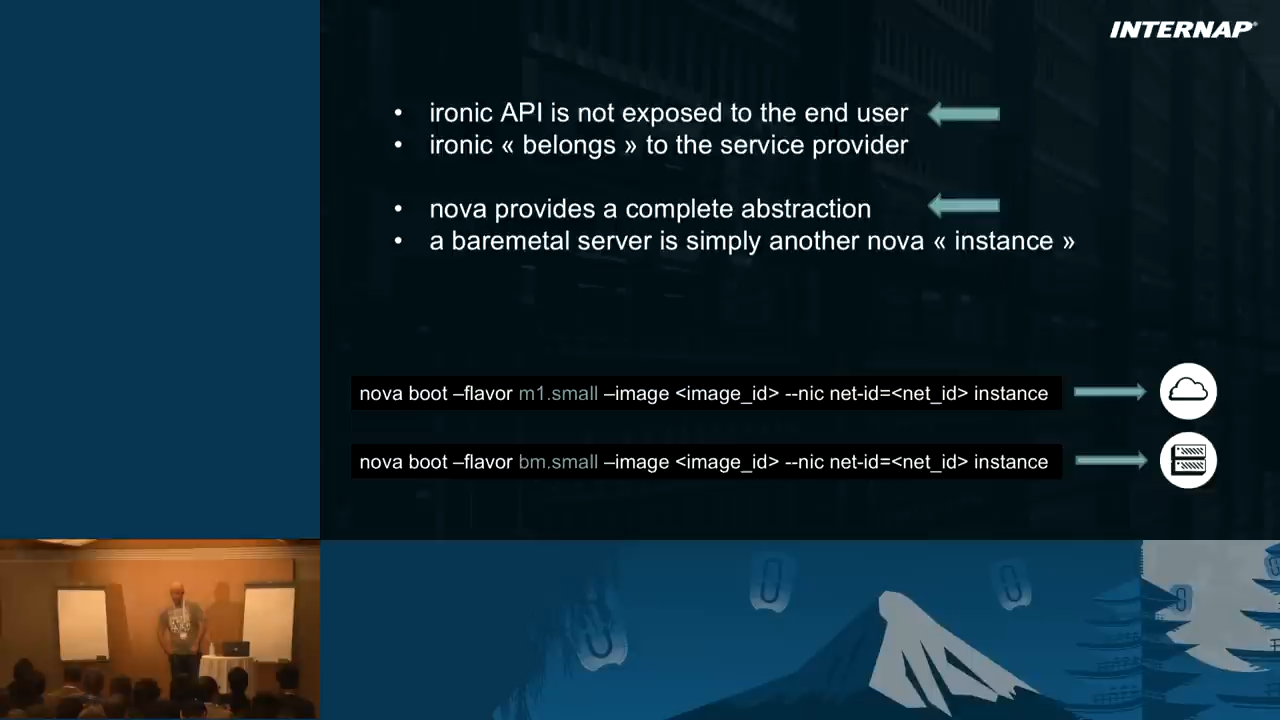 INTERNAP
• ironic API is not exposed to the end user
• ironic « belongs » to the service provider
• nova provides a complete abstraction
• a baremetal server is simply another nova « instance »
nova boot –flavor m1.small –image <image_id> --nic net-id=<net_id> instance
nova boot –flavor bm.small –image <image_id> --nic net-id=<net_id> instance